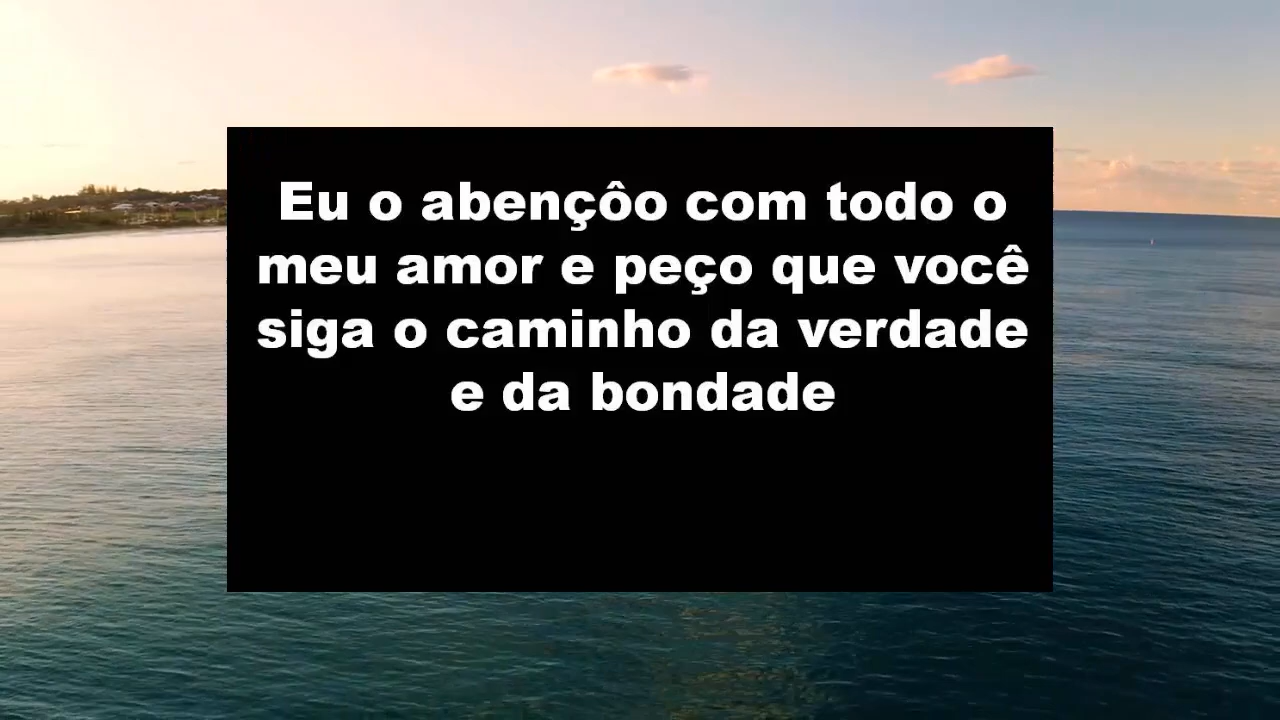 Eu o abençôo com todo o
meu amor e peço que você
siga o caminho da verdade
e da bondade